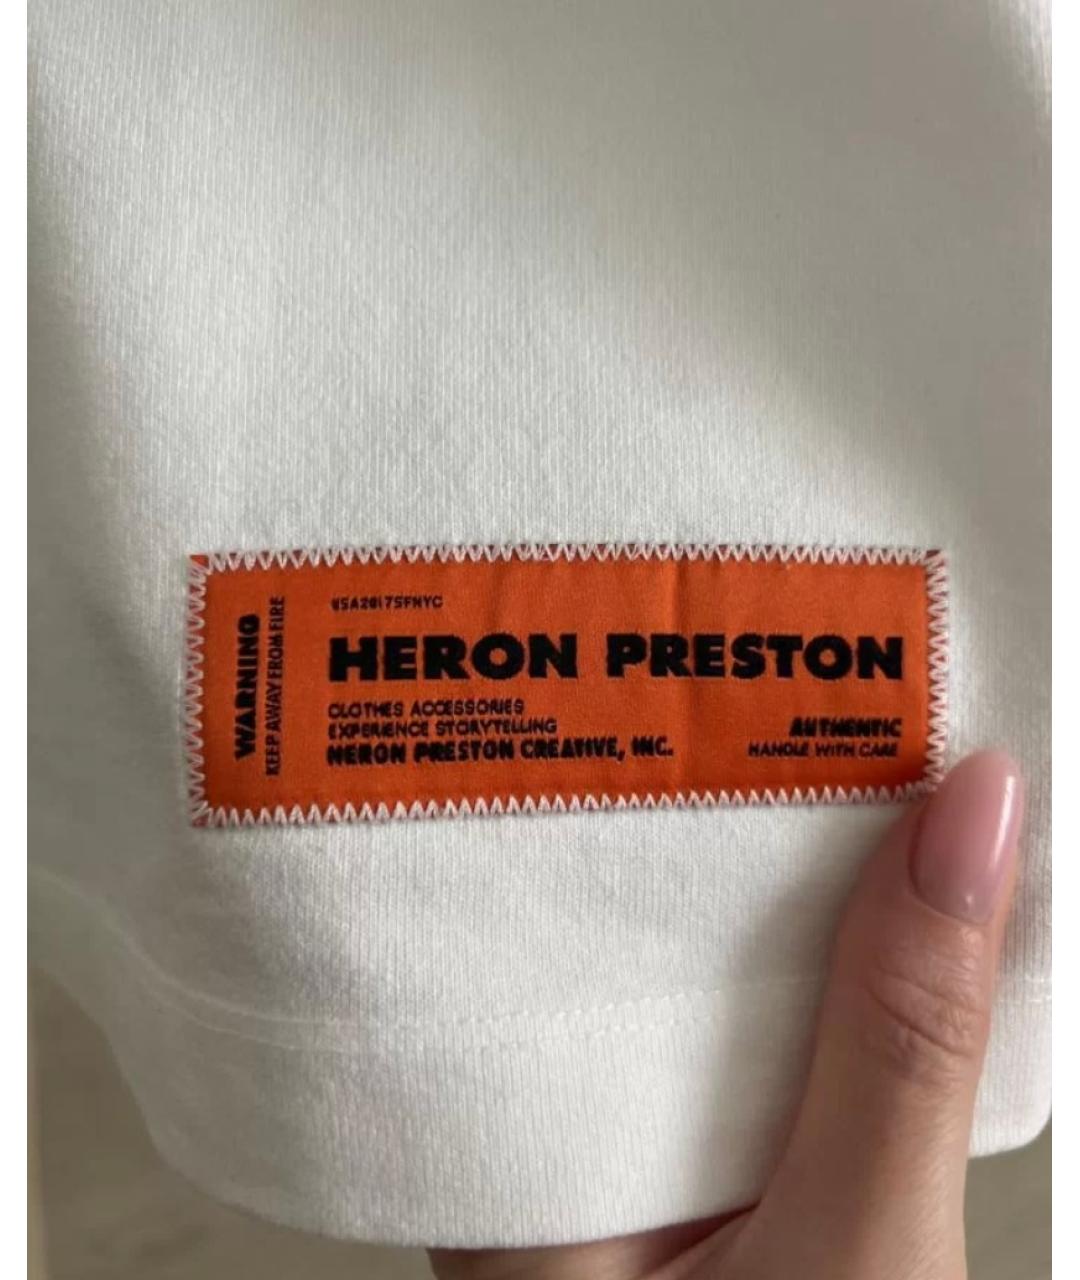 WARNING
KEEP AWAY FROM FIRE
USA2017SFNYC
HERON PRESTON
CLOTHES ACCESSORIES
EXPERIENCE STORYTELLING
HERON PRESTON CREATIVE, INC.
AUTHENTIC
HANDLE WITH CARE